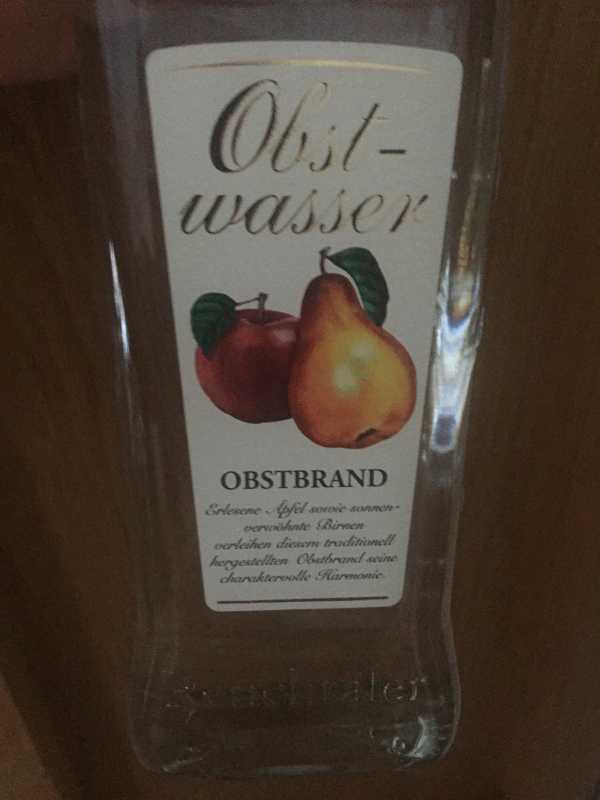 Obst-
wasser
OBSTBRAND
Erlesene Äpfel sowie sonnen-
verwöhnte Birnen
verleihen diesem traditionell
hergestellten Obstbrand seine
charaktervolle Harmonie.